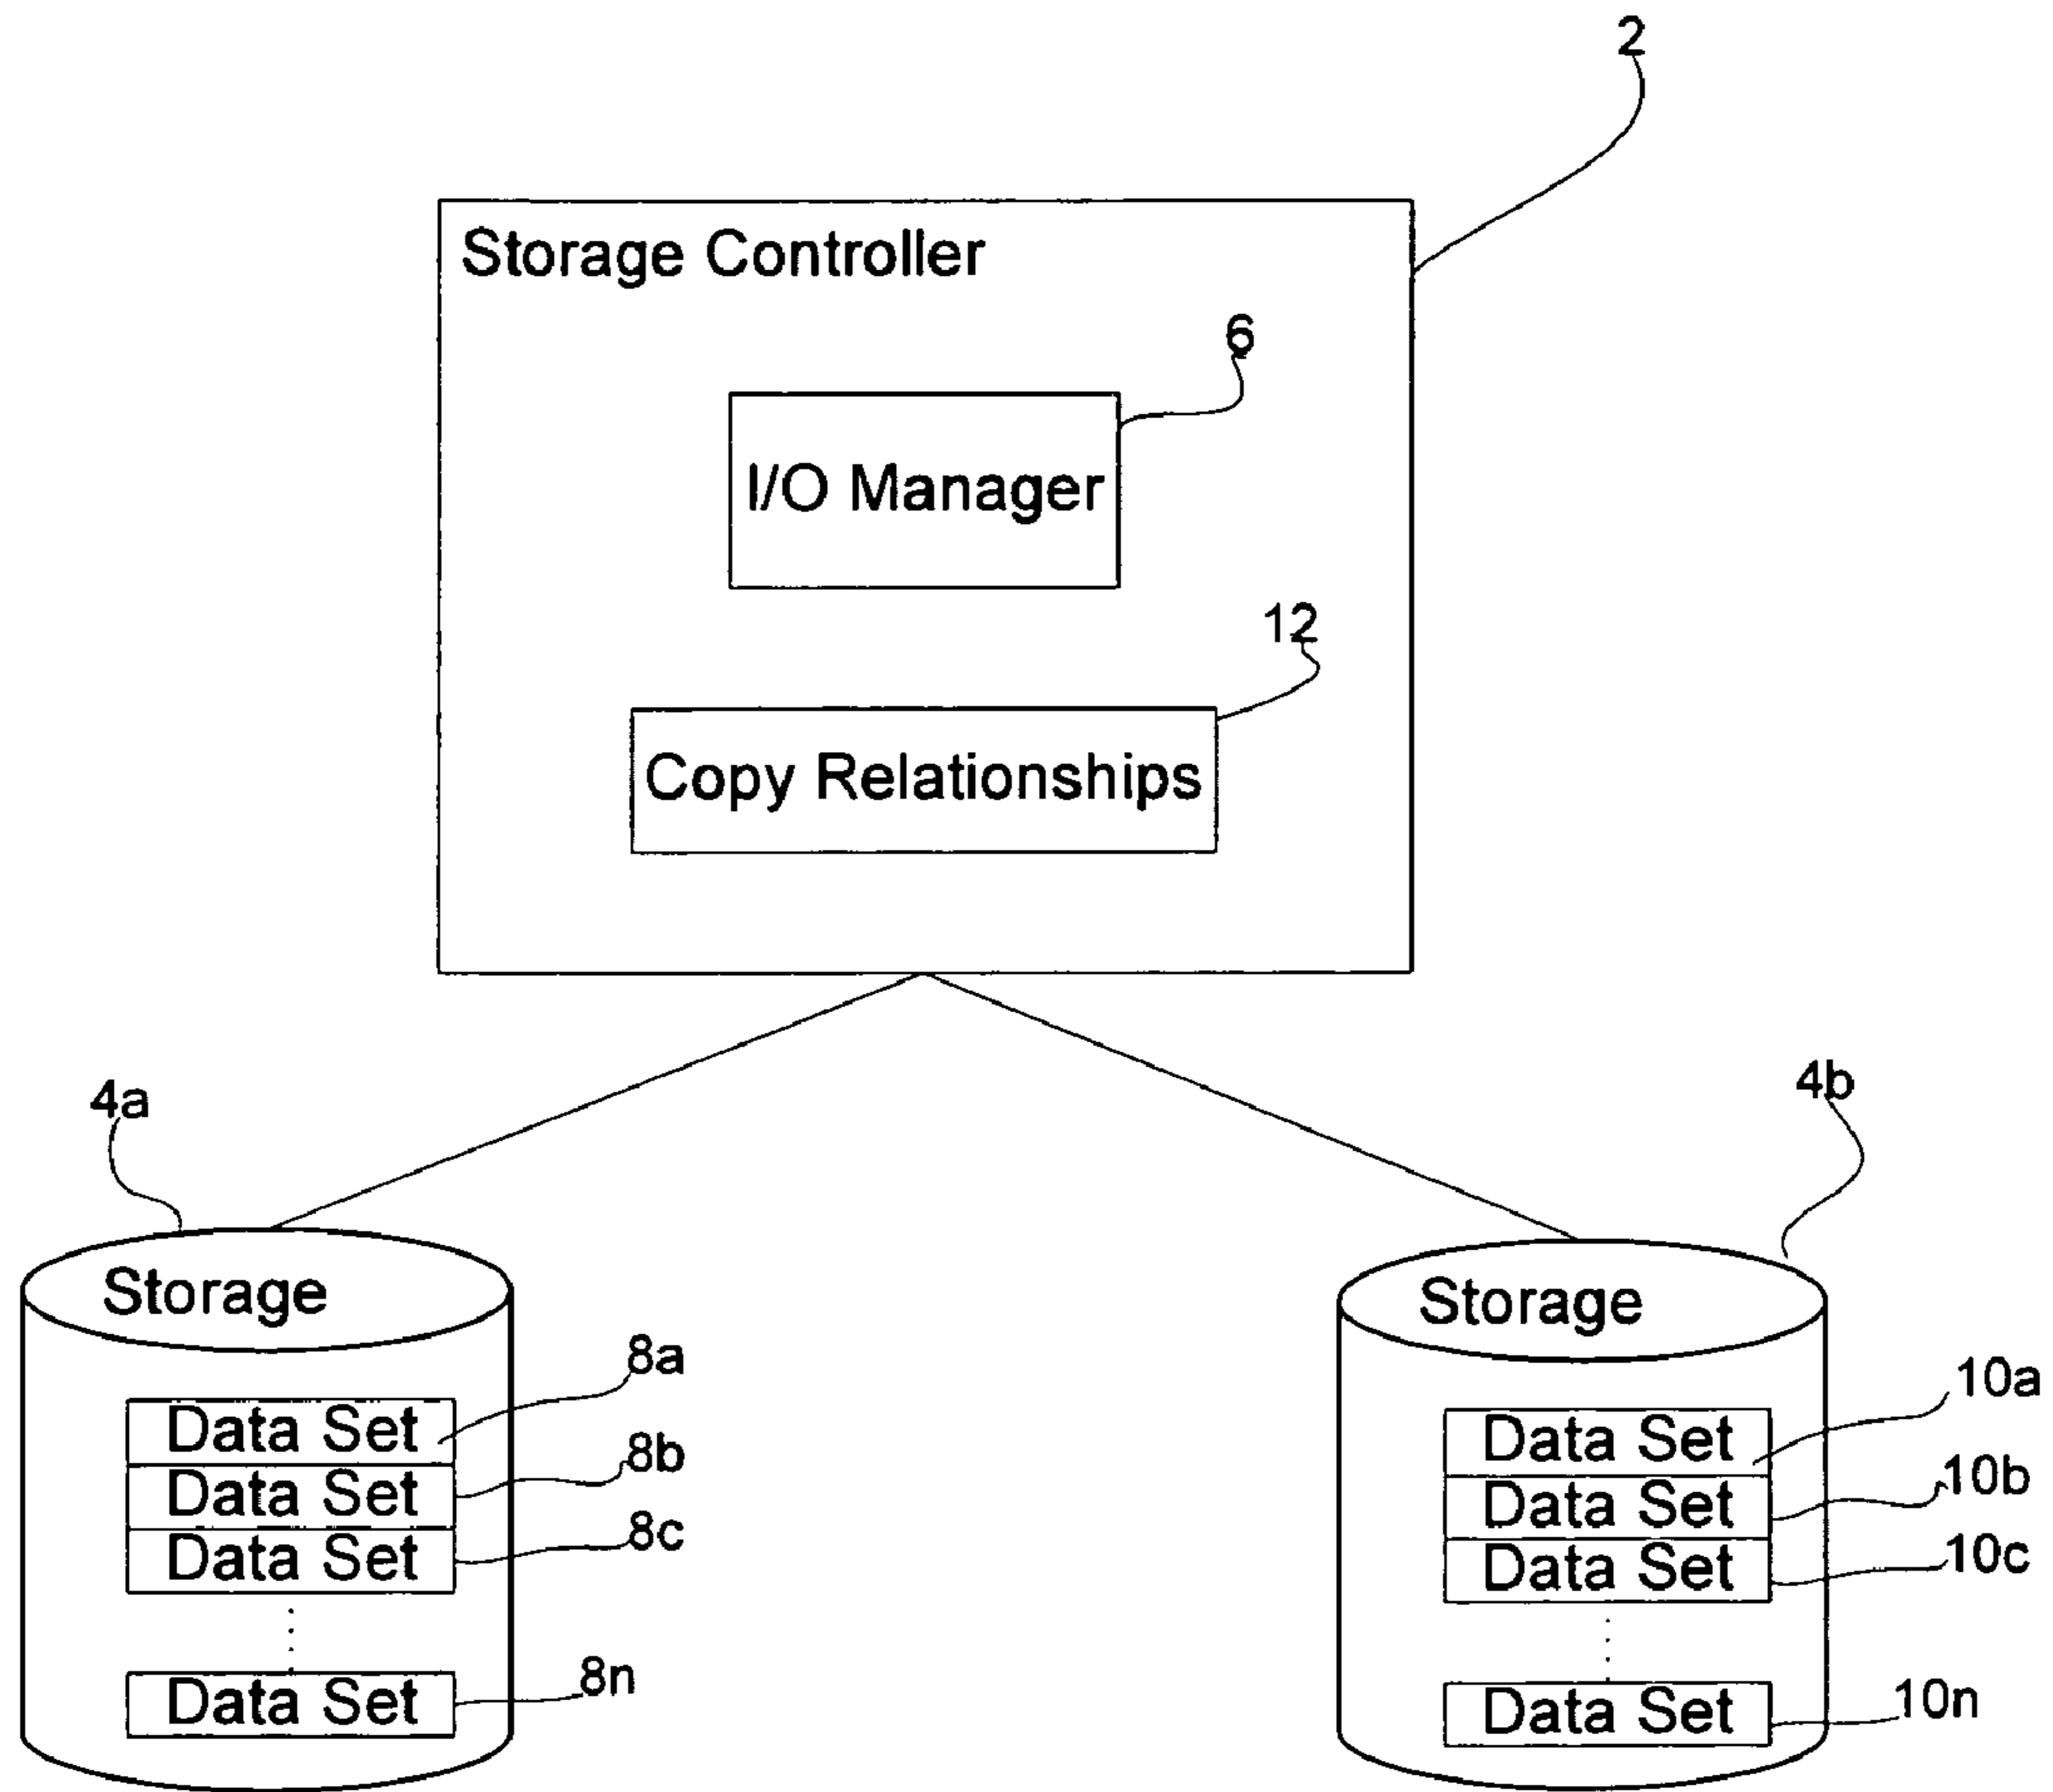 2
Storage Controller
6
I/O Manager
12
Copy Relationships
4a
4b
Storage
Storage
8a
Data Set
8b
Data Set
8c
Data Set
8n
Data Set
10a
Data Set
10b
Data Set
10c
Data Set
10n
Data Set